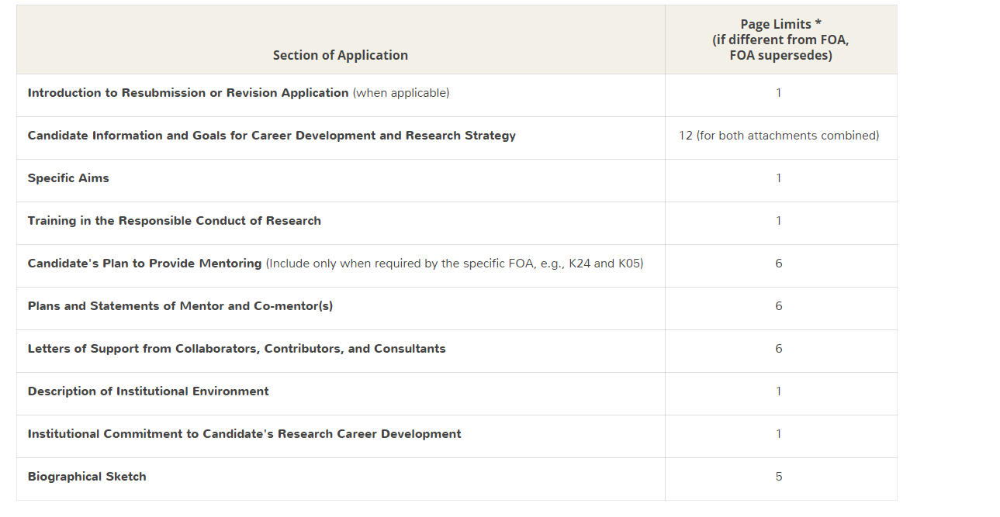 Section of Application
Page Limits *
(if different from FOA,
FOA supersedes)
Introduction to Resubmission or Revision Application (when applicable)
1
Candidate Information and Goals for Career Development and Research Strategy
12 (for both attachments combined)
Specific Aims
1
Training in the Responsible Conduct of Research
1
Candidate's Plan to Provide Mentoring (Include only when required by the specific FOA, e.g., K24 and K05)
6
Plans and Statements of Mentor and Co-mentor(s)
6
Letters of Support from Collaborators, Contributors, and Consultants
6
Description of Institutional Environment
1
Institutional Commitment to Candidate's Research Career Development
1
Biographical Sketch
5